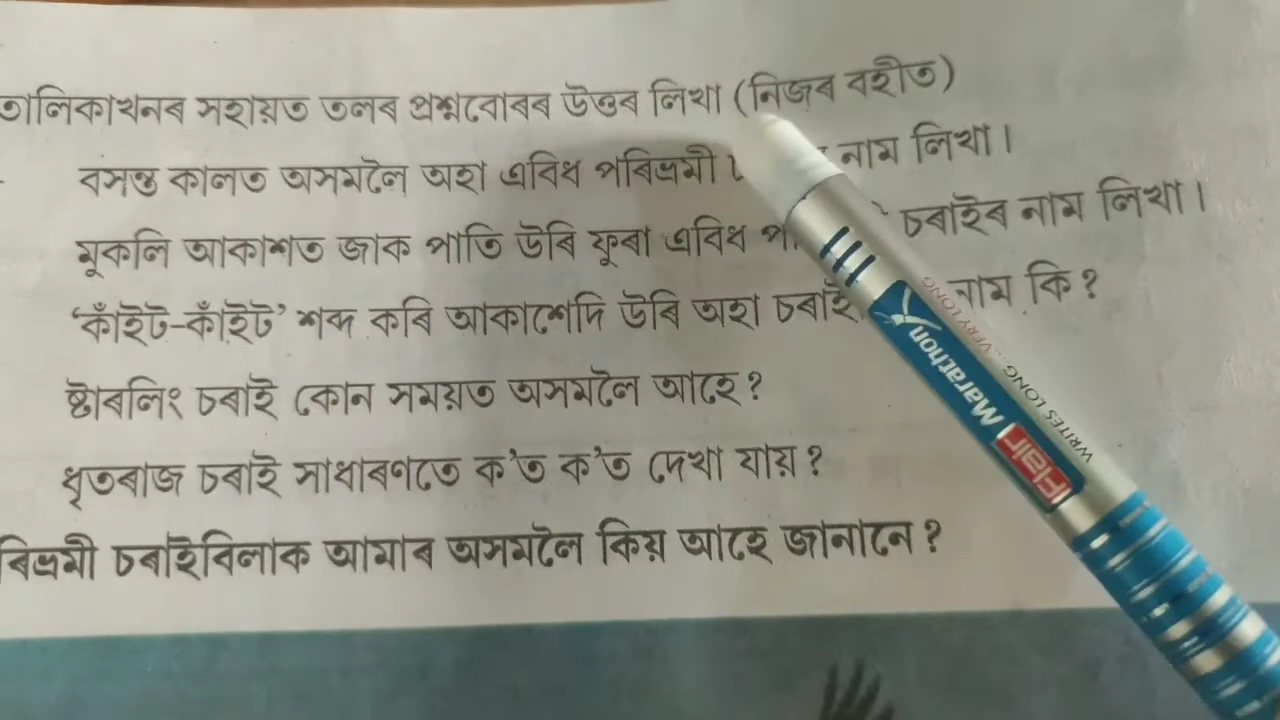 তালিকাখনৰ সহায়ত তলৰ প্ৰশ্নবোৰৰ উত্তৰ লিখা (নিজৰ বহীত)
বসন্ত কালত অসমলৈ অহা এবিধ পৰিভ্ৰমী নাম লিখা।
মুকলি আকাশত জাক পাতি উৰি ফুৰা এবিধ চৰাইৰ নাম লিখা।
‘কাঁইট-কাঁইট’ শব্দ কৰি আকাশেদি উৰি অহা চৰাই নাম কি?
ষ্টাৰলিং চৰাই কোন সময়ত অসমলৈ আহে?
ধৃতৰাজ চৰাই সাধাৰণতে ক’ত ক’ত দেখা যায়?
ৰিভ্ৰমী চৰাইবিলাক আমাৰ অসমলৈ কিয় আহে জানানে?
Flair Marathon
WRITES LONG... VERY LONG